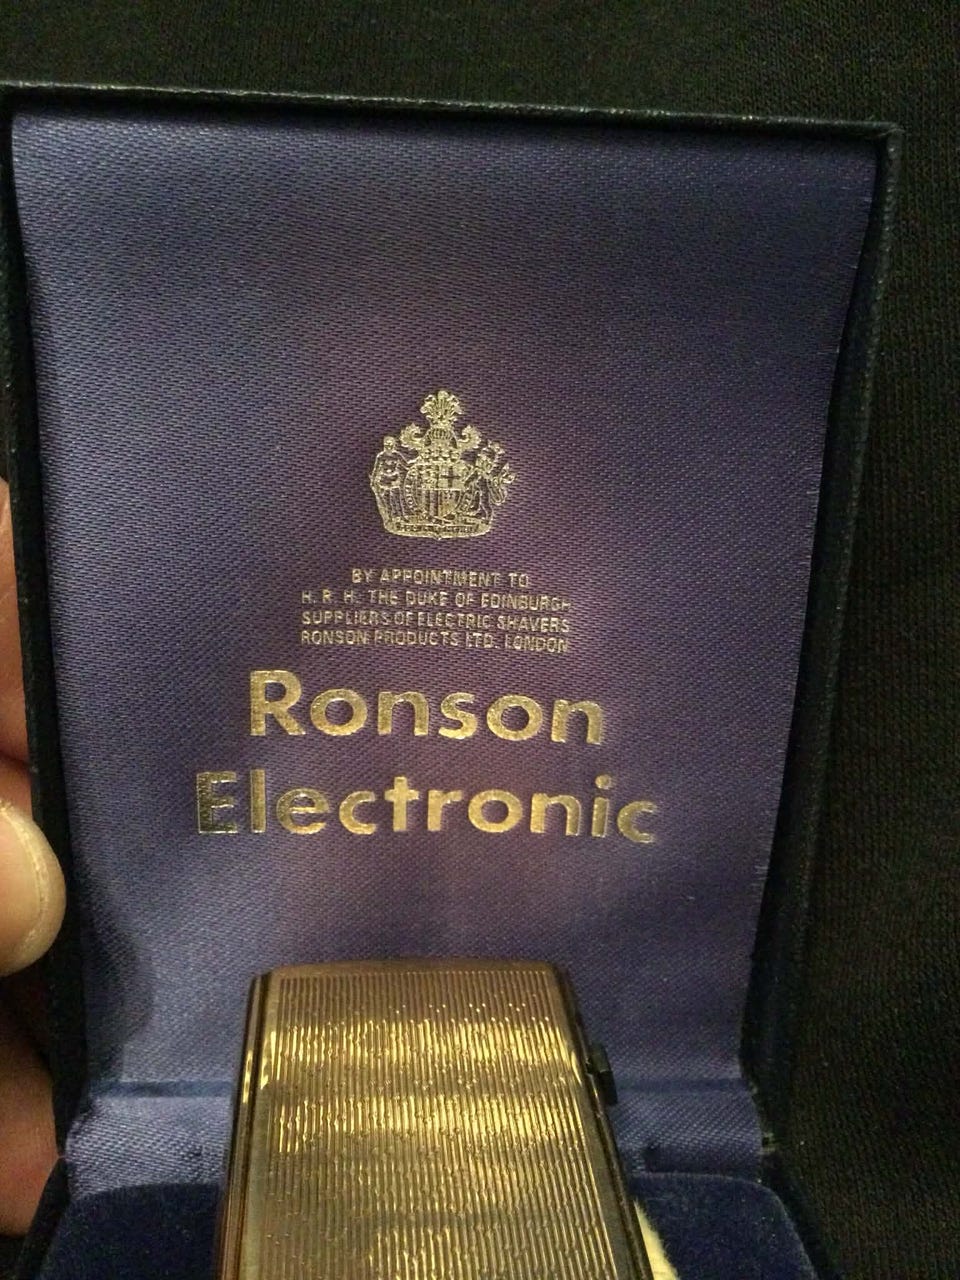 BY APPOINTMENT TO
H. R. H. THE DUKE OF EDINBURGH
SUPPLIERS OF ELECTRIC SHAVERS
RONSON PRODUCTS LTD. LONDON
Ronson
Electronic